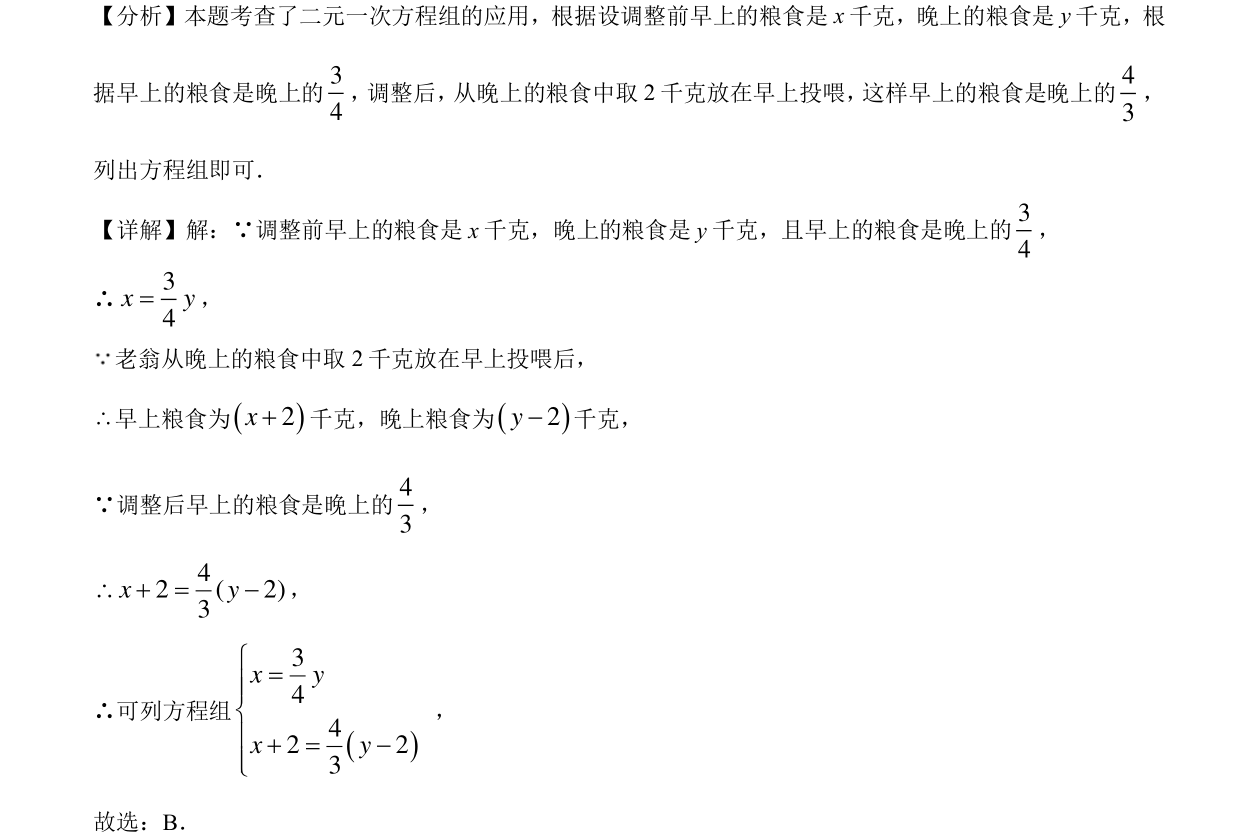 【分析】本题考查了二元一次方程组的应用，根据设调整前早上的粮食是 x 千克，晚上的粮食是 y 千克，根
据早上的粮食是晚上的 3/4 ，调整后，从晚上的粮食中取 2 千克放在早上投喂，这样早上的粮食是晚上的 4/3 ，
列出方程组即可．
【详解】解：∵调整前早上的粮食是 x 千克，晚上的粮食是 y 千克，且早上的粮食是晚上的 3/4 ，
∴ x = 3/4 y ，
∵老翁从晚上的粮食中取 2 千克放在早上投喂后，
∴早上粮食为 (x+2) 千克，晚上粮食为 (y−2) 千克，
∵调整后早上的粮食是晚上的 4/3 ，
∴ x+2 = 4/3 (y−2) ，
∴可列方程组 { x = 3/4 y
x+2 = 4/3 (y−2) ，
故选：B．